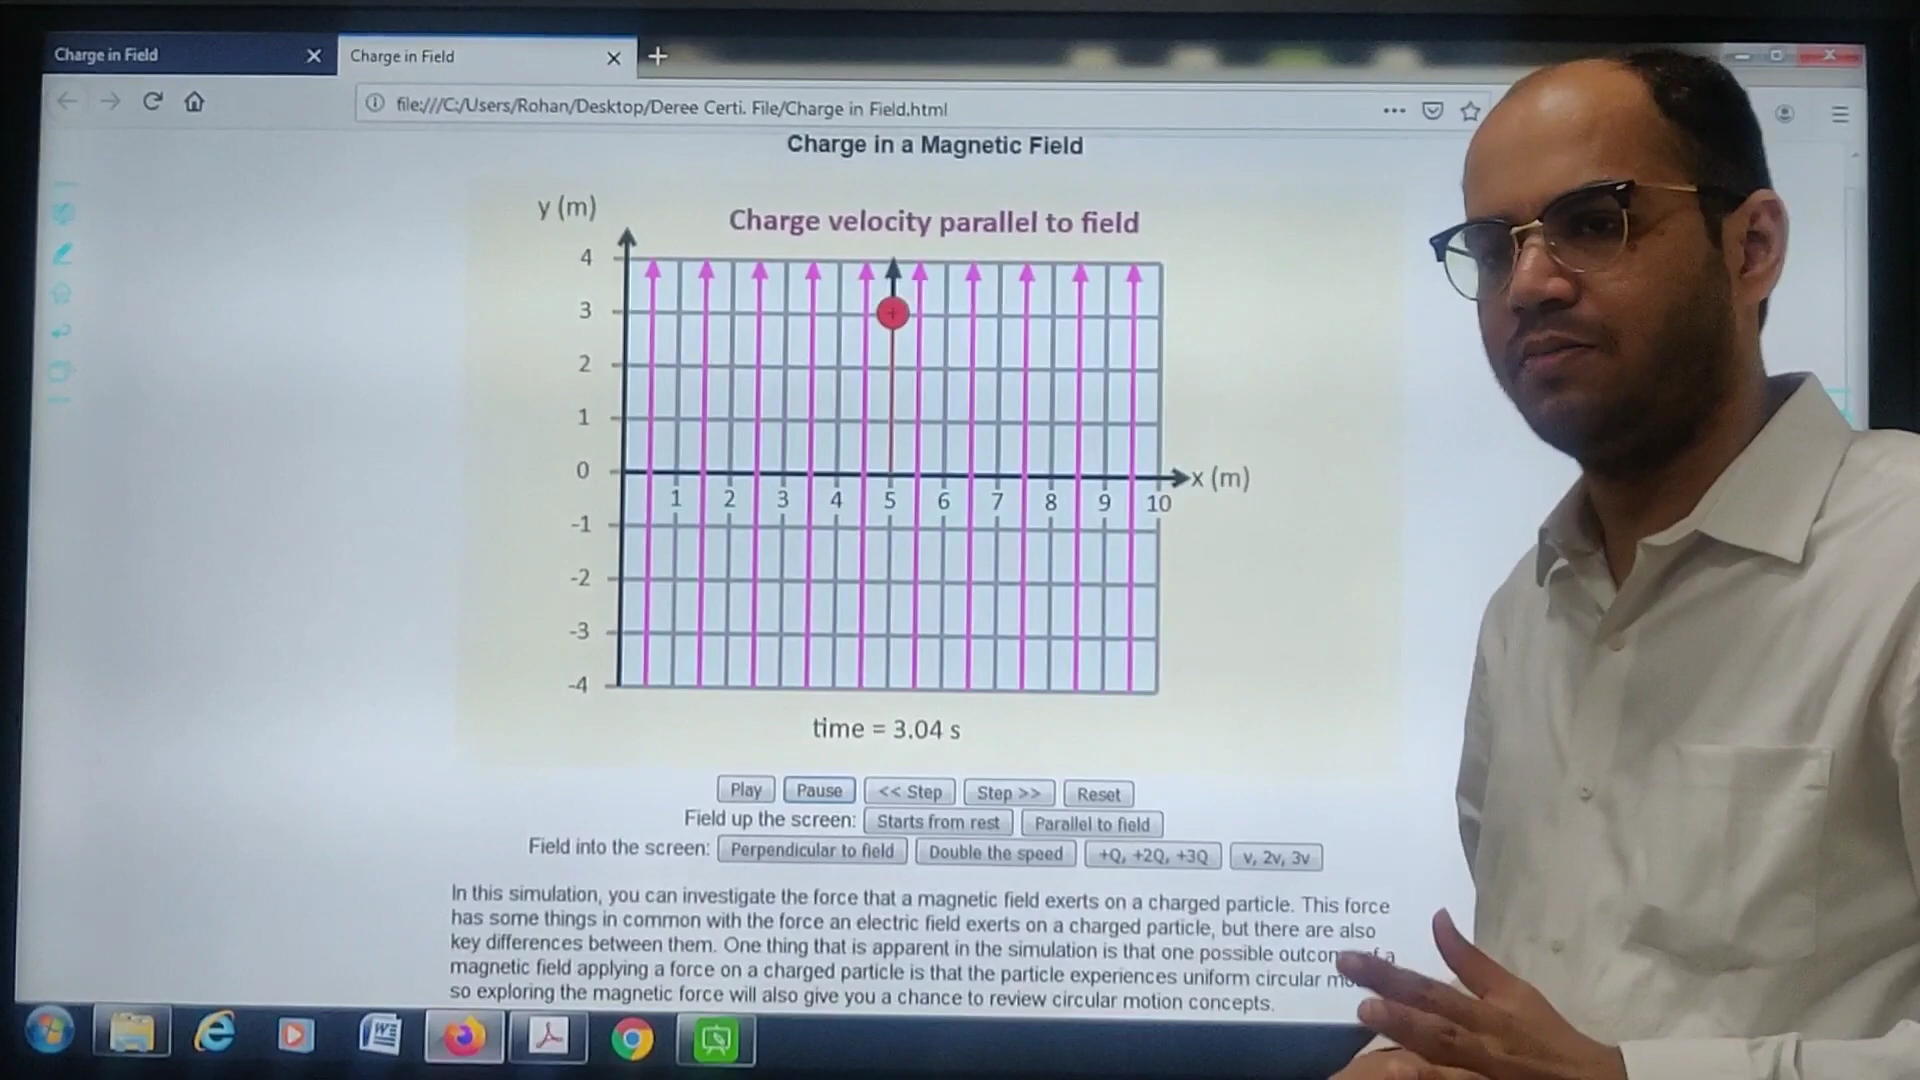 Charge in Field
Charge in Field
file:///C:/Users/Rohan/Desktop/Deree Certi. File/Charge in Field.html
Charge in a Magnetic Field
y (m)
Charge velocity parallel to field
4
3
+
2
1
0
x (m)
1 2 3 4 5 6 7 8 9 10
-1
-2
-3
-4
time = 3.04 s
Play Pause << Step Step >> Reset
Field up the screen: Starts from rest Parallel to field
Field into the screen: Perpendicular to field Double the speed +Q, +2Q, +3Q v, 2v, 3v
In this simulation, you can investigate the force that a magnetic field exerts on a charged particle. This force
has some things in common with the force an electric field exerts on a charged particle, but there are also
key differences between them. One thing that is apparent in the simulation is that one possible of a
magnetic field applying a force on a charged particle is that the particle experiences uniform circular
so exploring the magnetic force will also give you a chance to review circular motion concepts.